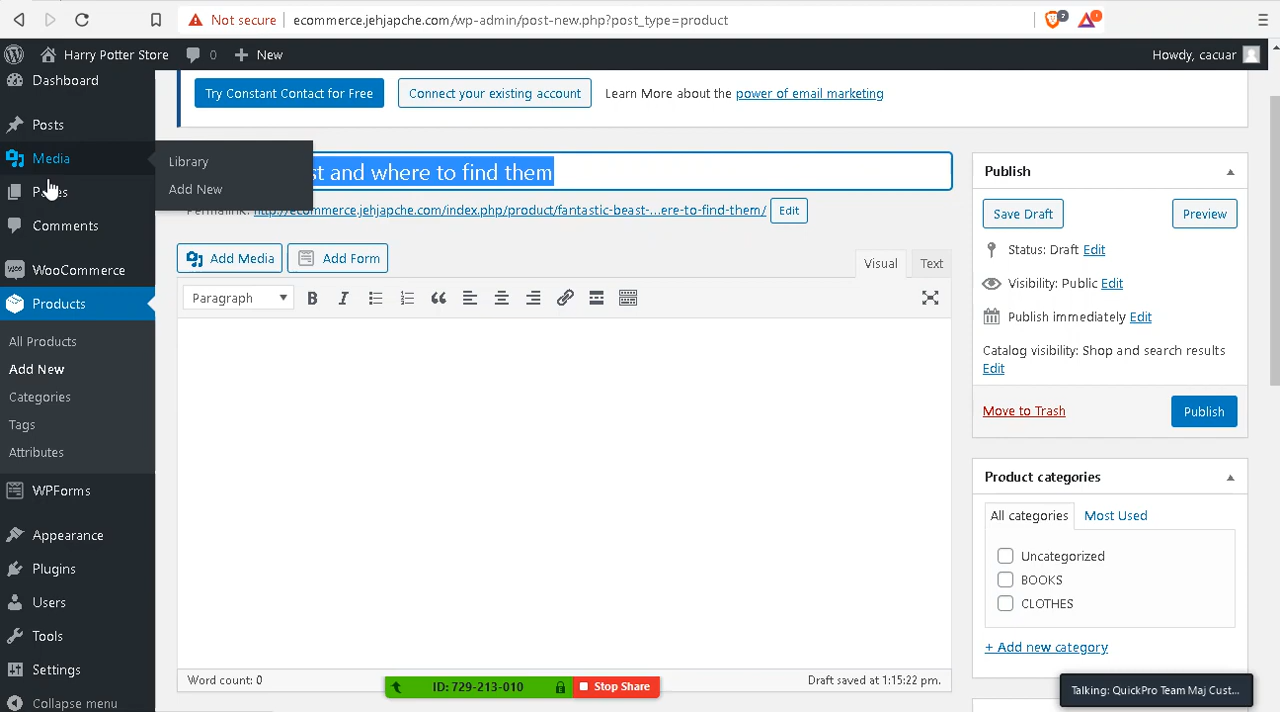 Not secure
ecommerce.jehjapche.com/wp-admin/post-new.php?post_type=product
2
1
Harry Potter Store
0
New
Howdy, cacuar
Dashboard
Posts
Media
Library
Add New
Comments
WooCommerce
Products
All Products
Add New
Categories
Tags
Attributes
WPForms
Appearance
Plugins
Users
Tools
Settings
Collapse menu
Try Constant Contact for Free
Connect your existing account
Learn More about the power of email marketing
and where to find them
http://ecommerce.jehjapche.com/index.php/product/fantastic-beast-...ere-to-find-them/
Edit
Add Media
Add Form
Visual
Text
Paragraph
B
I
Word count: 0
Draft saved at 1:15:22 pm.
ID: 729-213-010
Stop Share
Publish
Save Draft
Preview
Status: Draft Edit
Visibility: Public Edit
Publish immediately Edit
Catalog visibility: Shop and search results
Edit
Move to Trash
Publish
Product categories
All categories
Most Used
Uncategorized
BOOKS
CLOTHES
+ Add new category
Talking: QuickPro Team Maj Cust...